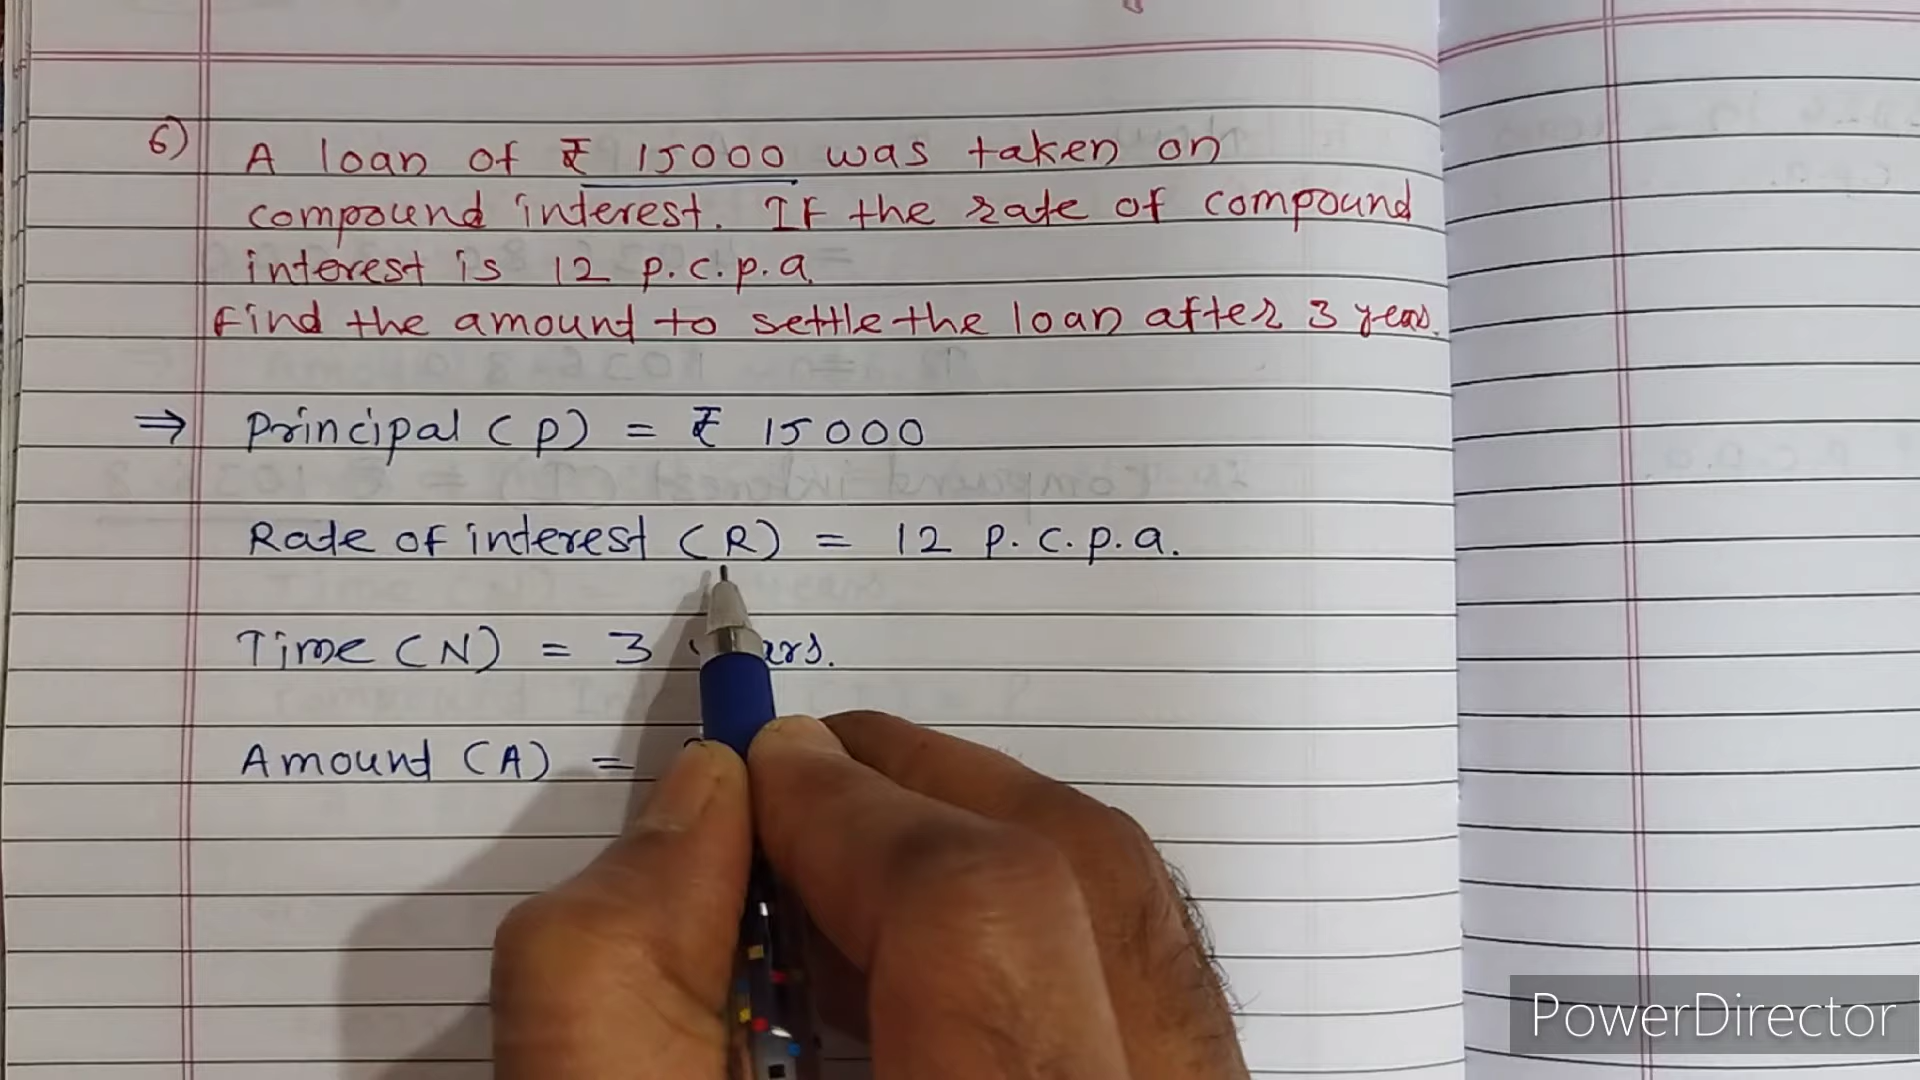 6) A loan of ₹ 15000 was taken on
compound interest. If the rate of compound
interest is 12 p.c.p.a.
Find the amount to settle the loan after 3 years.
⇒ Principal (P) = ₹ 15000
Rate of interest (R) = 12 p.c.p.a.
Time (N) = 3
Amount (A) =
PowerDirector